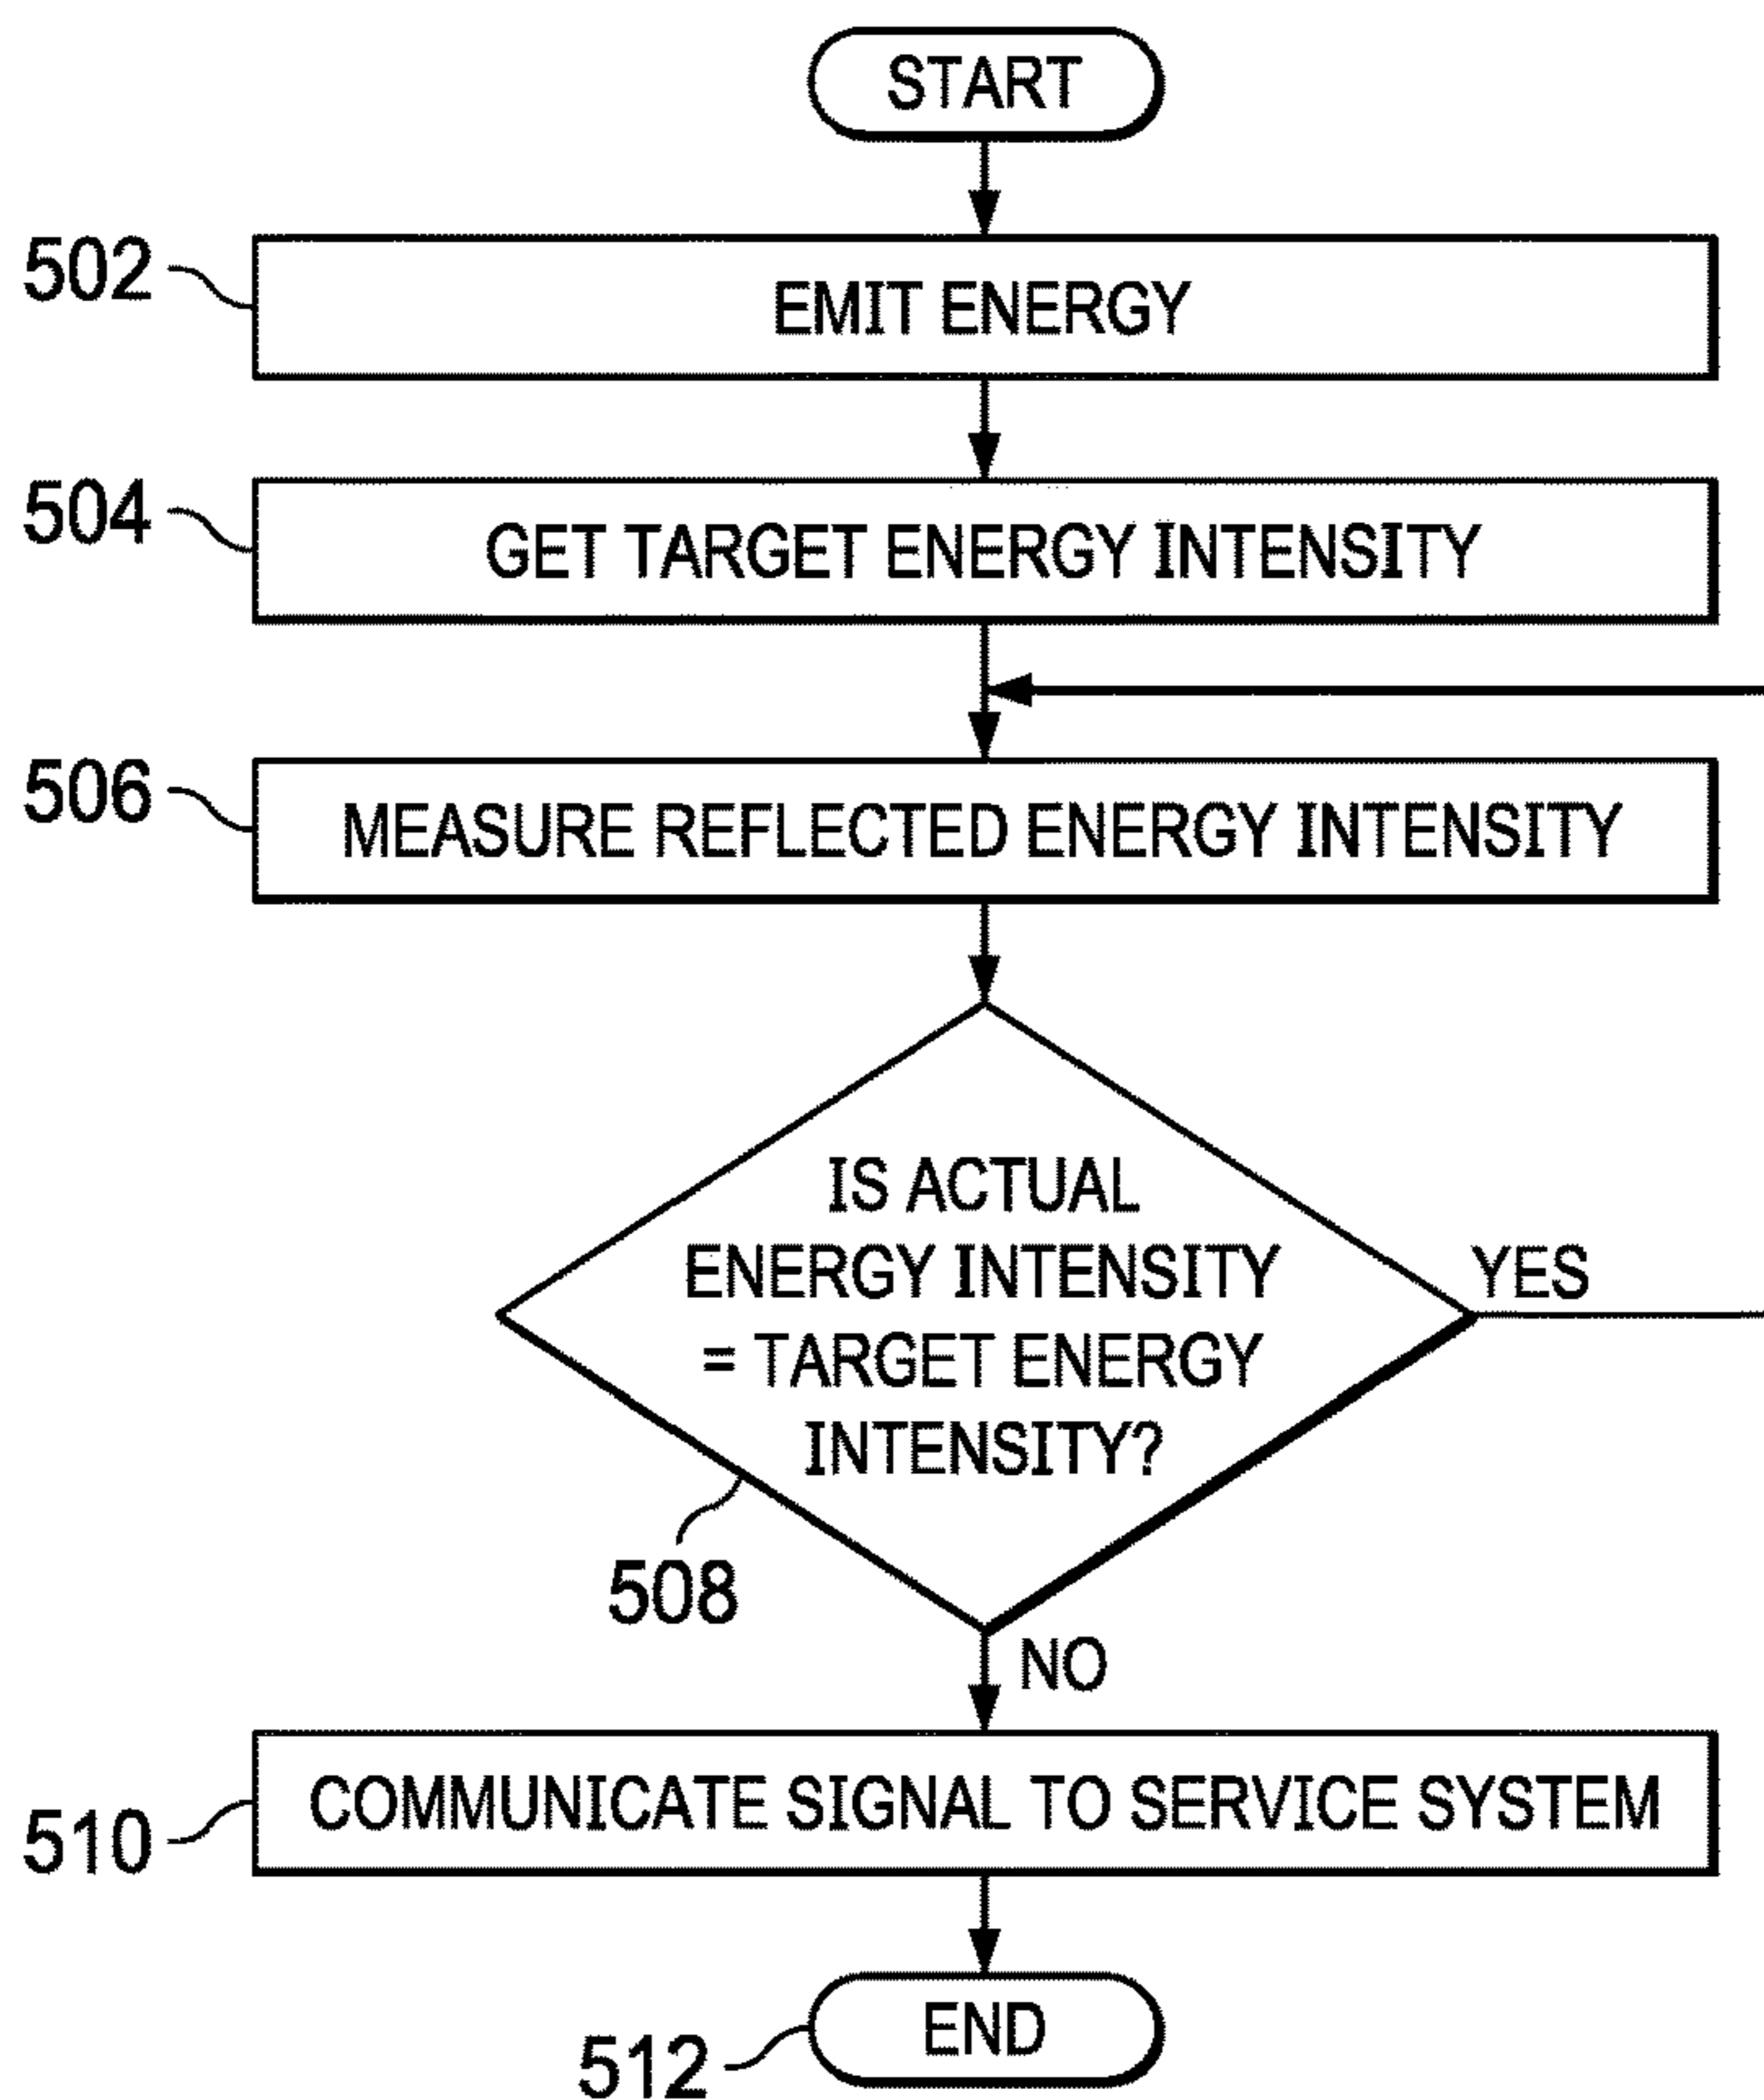 START
502
EMIT ENERGY
504
GET TARGET ENERGY INTENSITY
506
MEASURE REFLECTED ENERGY INTENSITY
IS ACTUAL
ENERGY INTENSITY
= TARGET ENERGY
INTENSITY?
YES
508
NO
510
COMMUNICATE SIGNAL TO SERVICE SYSTEM
END
512